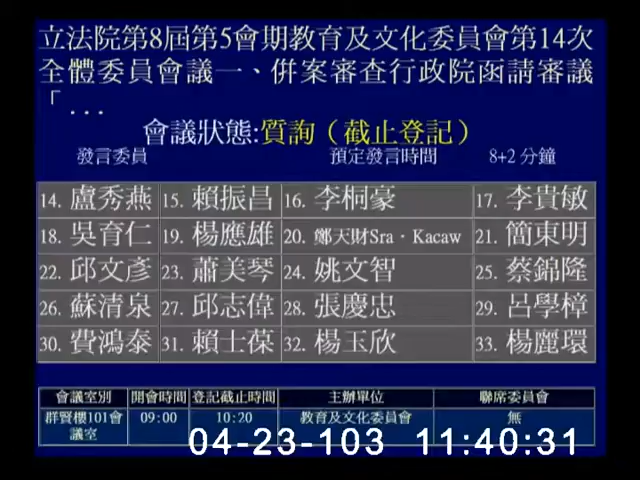 立法院第8屆第5會期教育及文化委員會第14次
全體委員會議一、併案審查行政院函請審議
「...
會議狀態:質詢（截止登記）
發言委員 預定發言時間 8+2 分鐘
14. 盧秀燕 15. 賴振昌 16. 李桐豪 17. 李貴敏
18. 吳育仁 19. 楊應雄 20. 鄭天財Sra．Kacaw 21. 簡東明
22. 邱文彥 23. 蕭美琴 24. 姚文智 25. 蔡錦隆
26. 蘇清泉 27. 邱志偉 28. 張慶忠 29. 呂學樟
30. 費鴻泰 31. 賴士葆 32. 楊玉欣 33. 楊麗環
會議室別 開會時間 登記截止時間 主辦單位 聯席委員會
群賢樓101會 09:00 10:20 教育及文化委員會 無
議室
04-23-103 11:40:31